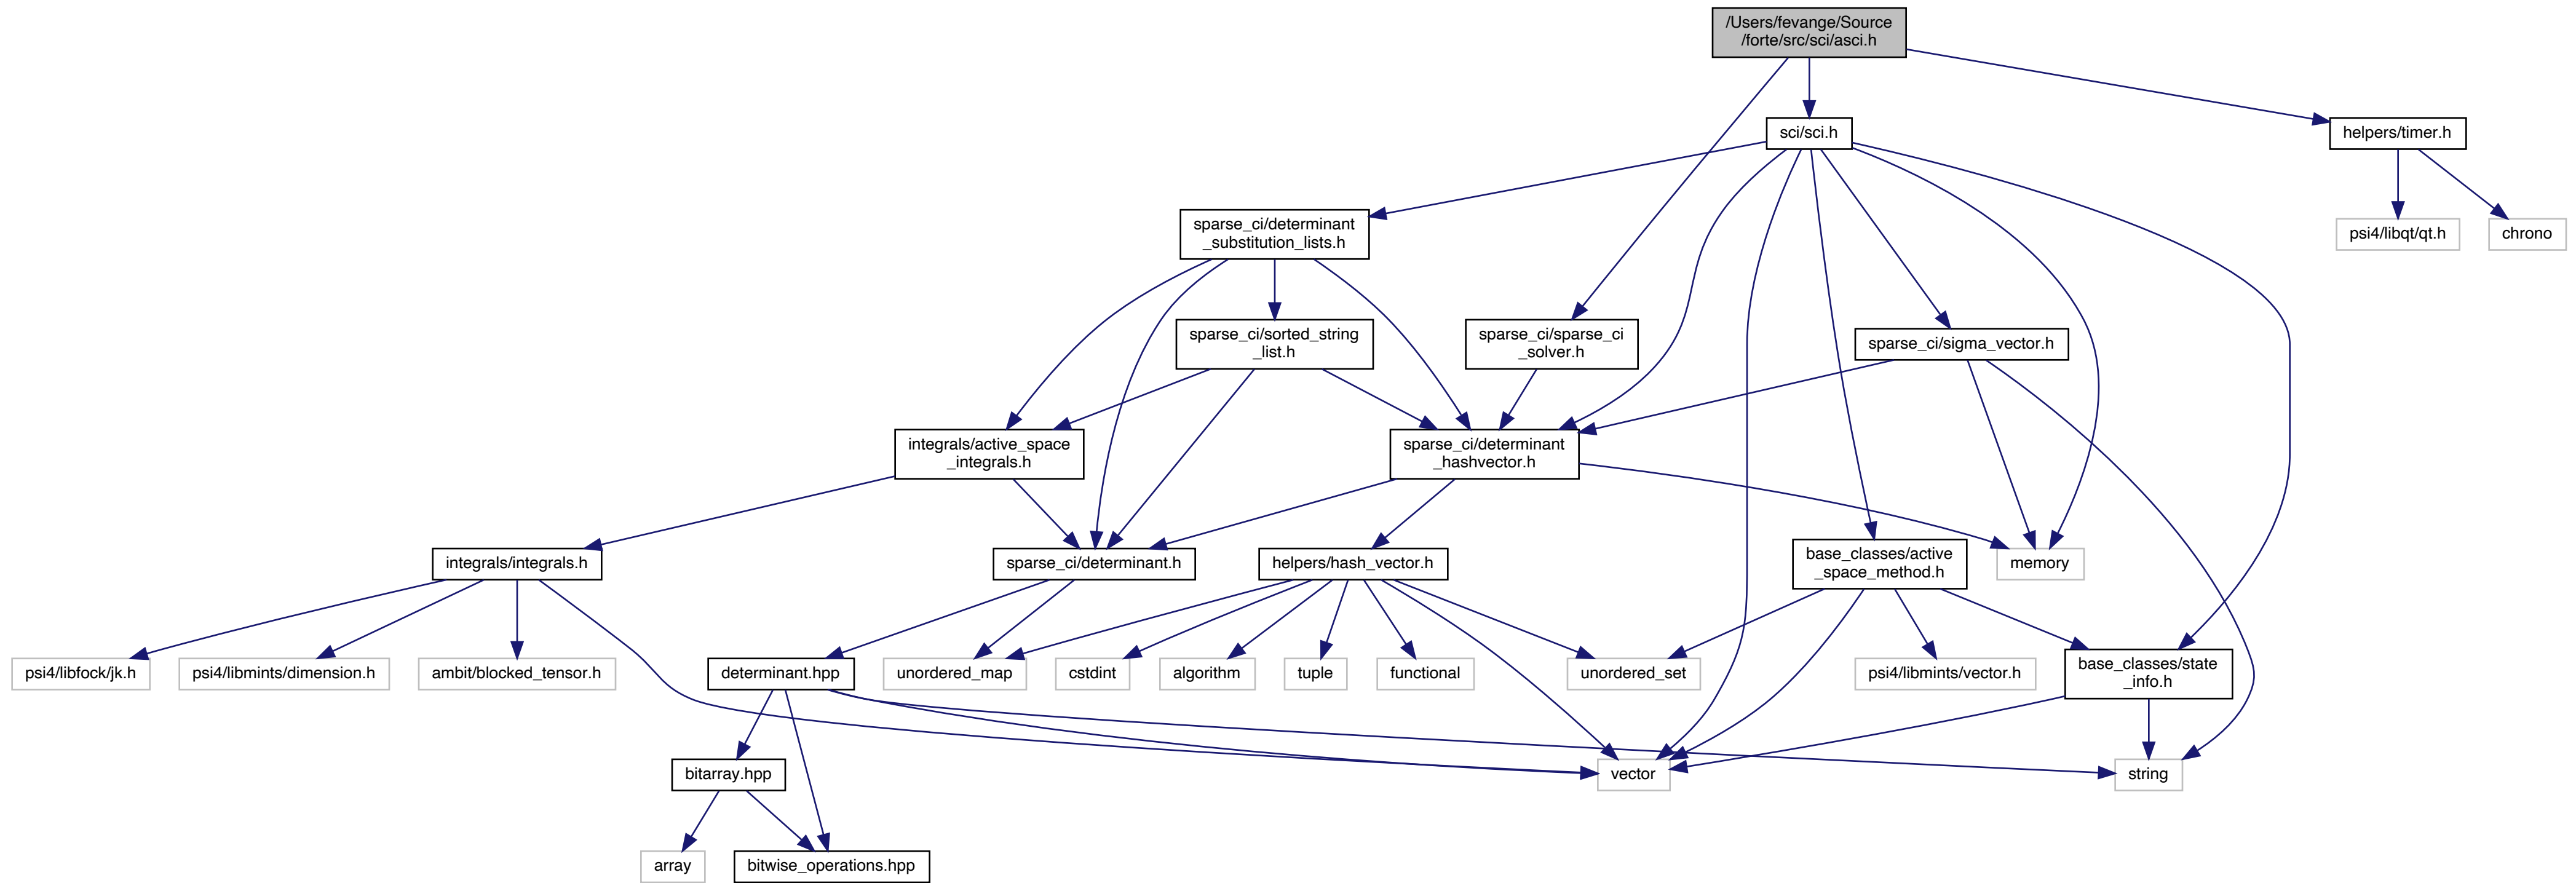 /Users/fevange/Source
/forte/src/sci/asci.h
sci/sci.h
helpers/timer.h
sparse_ci/determinant
_substitution_lists.h
psi4/libqt/qt.h
chrono
sparse_ci/sorted_string
_list.h
sparse_ci/sparse_ci
_solver.h
sparse_ci/sigma_vector.h
integrals/active_space
_integrals.h
sparse_ci/determinant
_hashvector.h
integrals/integrals.h
sparse_ci/determinant.h
helpers/hash_vector.h
base_classes/active
_space_method.h
memory
psi4/libfock/jk.h
psi4/libmints/dimension.h
ambit/blocked_tensor.h
determinant.hpp
unordered_map
cstdint
algorithm
tuple
functional
unordered_set
psi4/libmints/vector.h
base_classes/state
_info.h
bitarray.hpp
vector
string
array
bitwise_operations.hpp